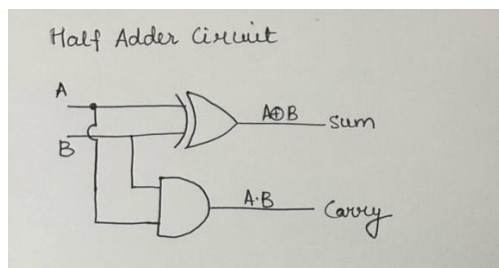 Half Adder Circuit
A
A⊕B
Sum
B
A·B
Carry